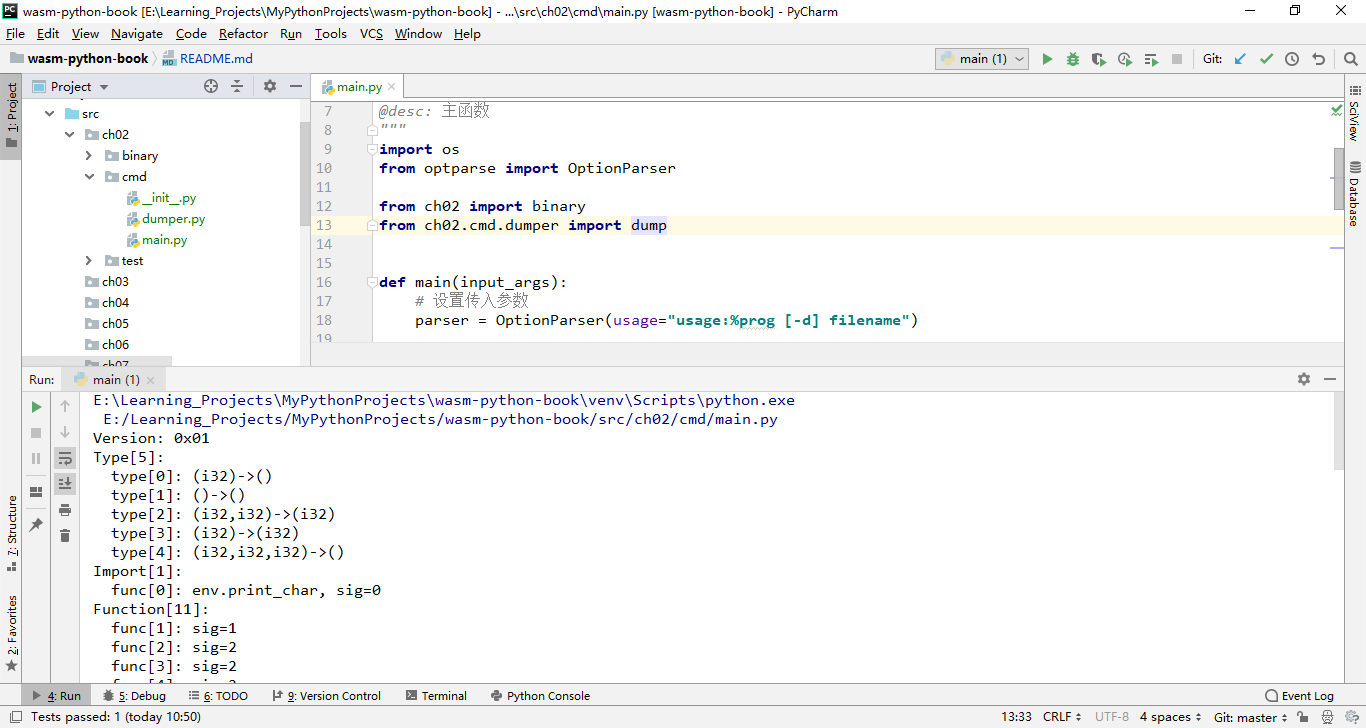 wasm-python-book [E:\Learning_Projects\MyPythonProjects\wasm-python-book] - ...\src\ch02\cmd\main.py [wasm-python-book] - PyCharm
File Edit View Navigate Code Refactor Run Tools VCS Window Help
wasm-python-book README.md main (1) Git:
1: Project
Project
src
ch02
binary
cmd
__init__.py
dumper.py
main.py
test
ch03
ch04
ch05
ch06
ch07
main.py
7 @desc: 主函数
8 """
9 import os
10 from optparse import OptionParser
11
12 from ch02 import binary
13 from ch02.cmd.dumper import dump
14
15
16 def main(input_args):
17 # 设置传入参数
18 parser = OptionParser(usage="usage:%prog [-d] filename")
19
SciView
Database
Run: main (1)
E:\Learning_Projects\MyPythonProjects\wasm-python-book\venv\Scripts\python.exe
E:/Learning_Projects/MyPythonProjects/wasm-python-book/src/ch02/cmd/main.py
Version: 0x01
Type[5]:
type[0]: (i32)->()
type[1]: ()->()
type[2]: (i32,i32)->(i32)
type[3]: (i32)->(i32)
type[4]: (i32,i32,i32)->()
Import[1]:
func[0]: env.print_char, sig=0
Function[11]:
func[1]: sig=1
func[2]: sig=2
func[3]: sig=2
7: Structure
2: Favorites
4: Run 5: Debug 6: TODO 9: Version Control Terminal Python Console Event Log
Tests passed: 1 (today 10:50) 13:33 CRLF UTF-8 4 spaces Git: master